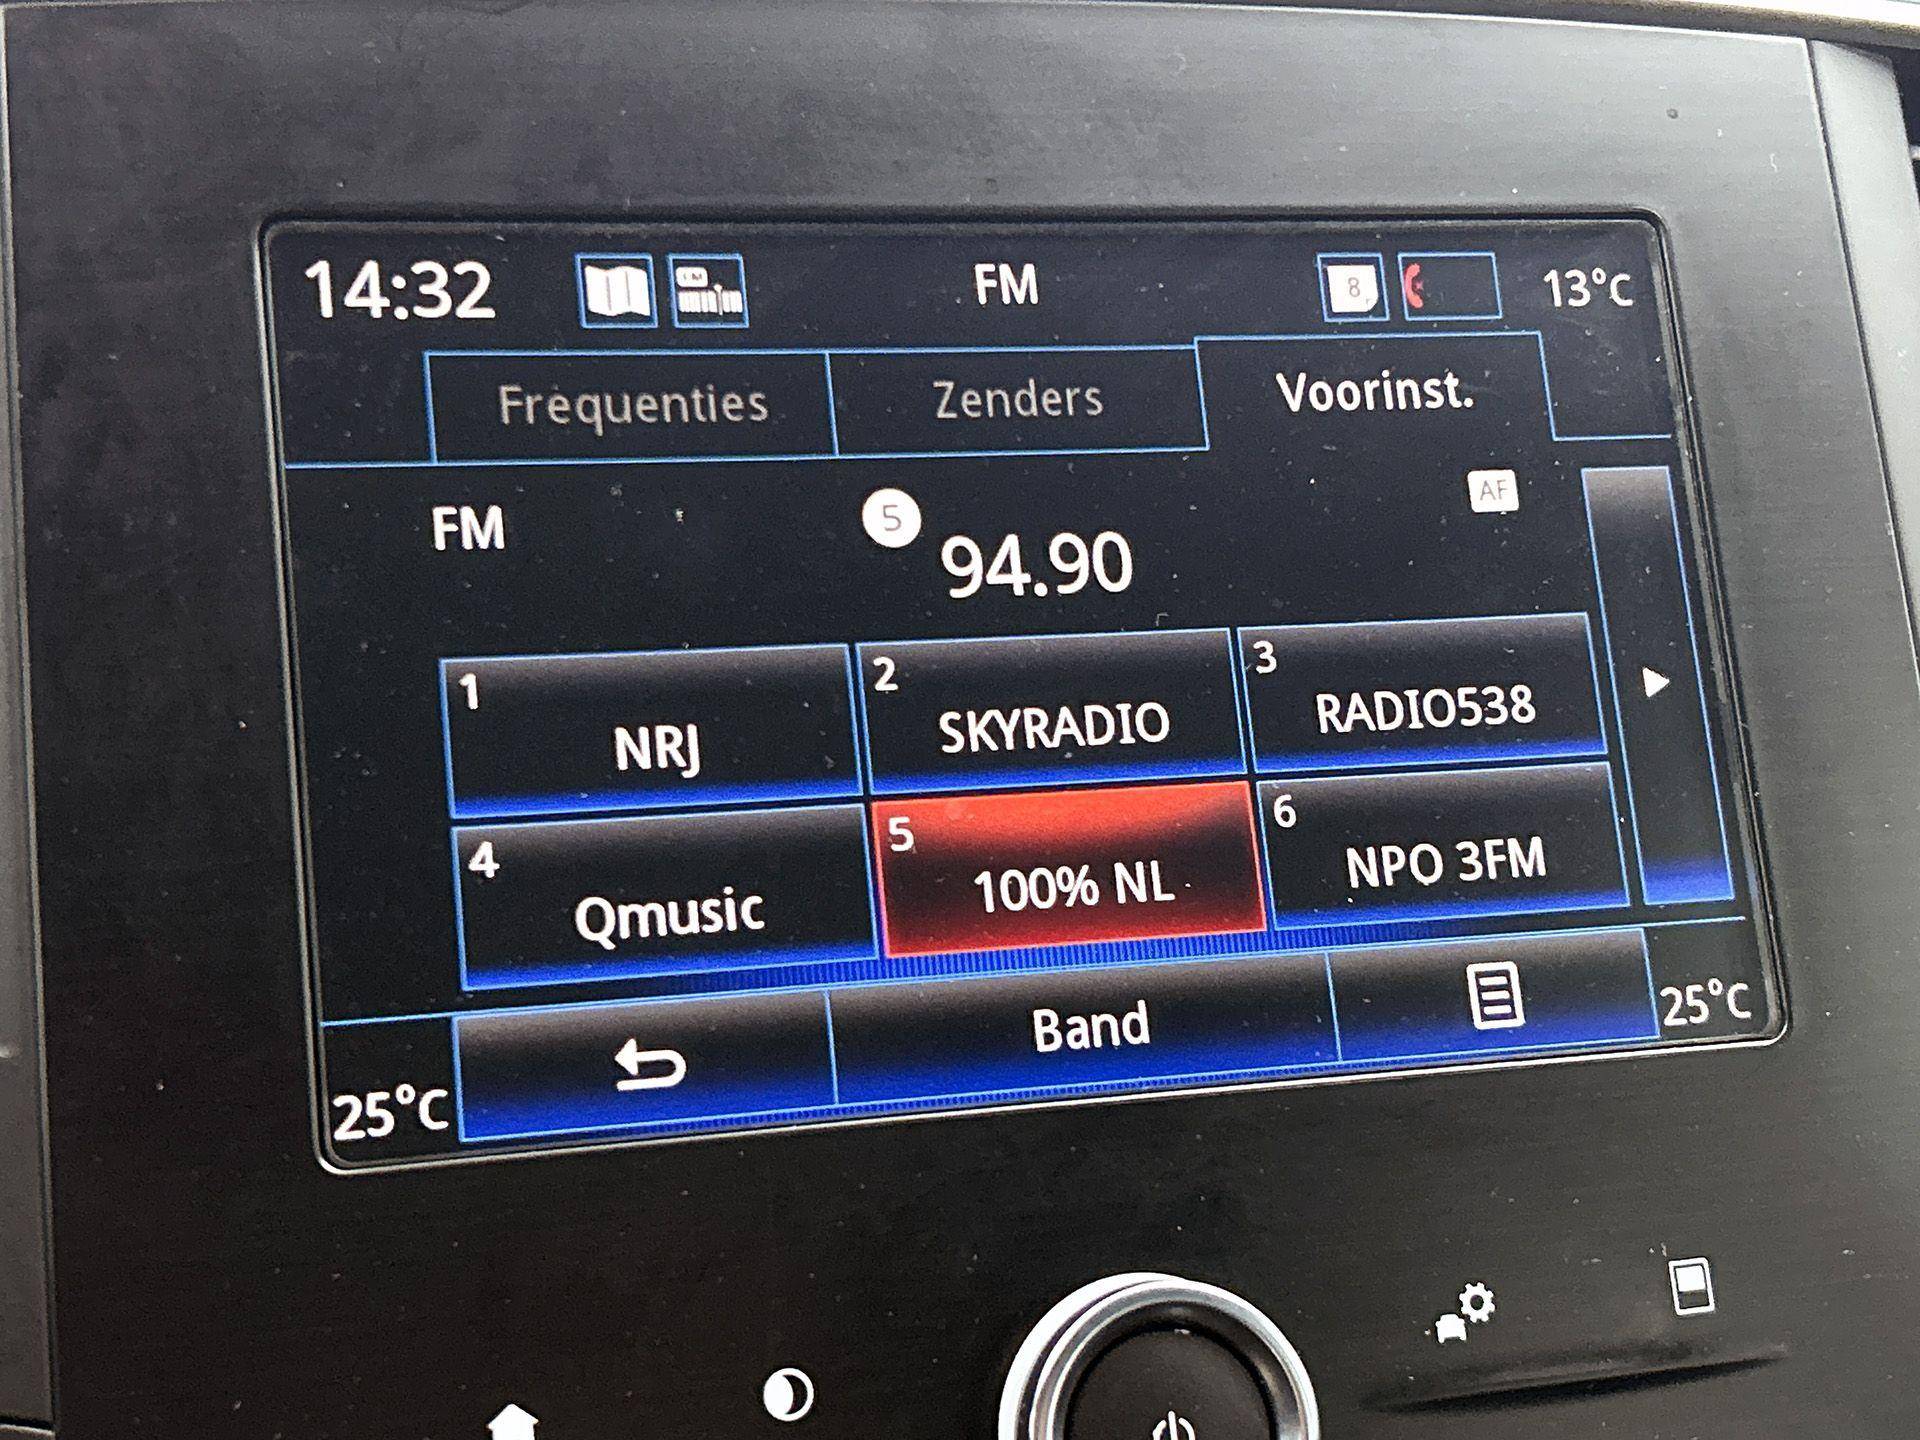 14:32 FM 8 13°C
Frequenties Zenders Voorinst.
FM 5 94.90 AF
1 NRJ
2 SKYRADIO
3 RADIO538
4 Qmusic
5 100% NL
6 NPO 3FM
25°C Band 25°C